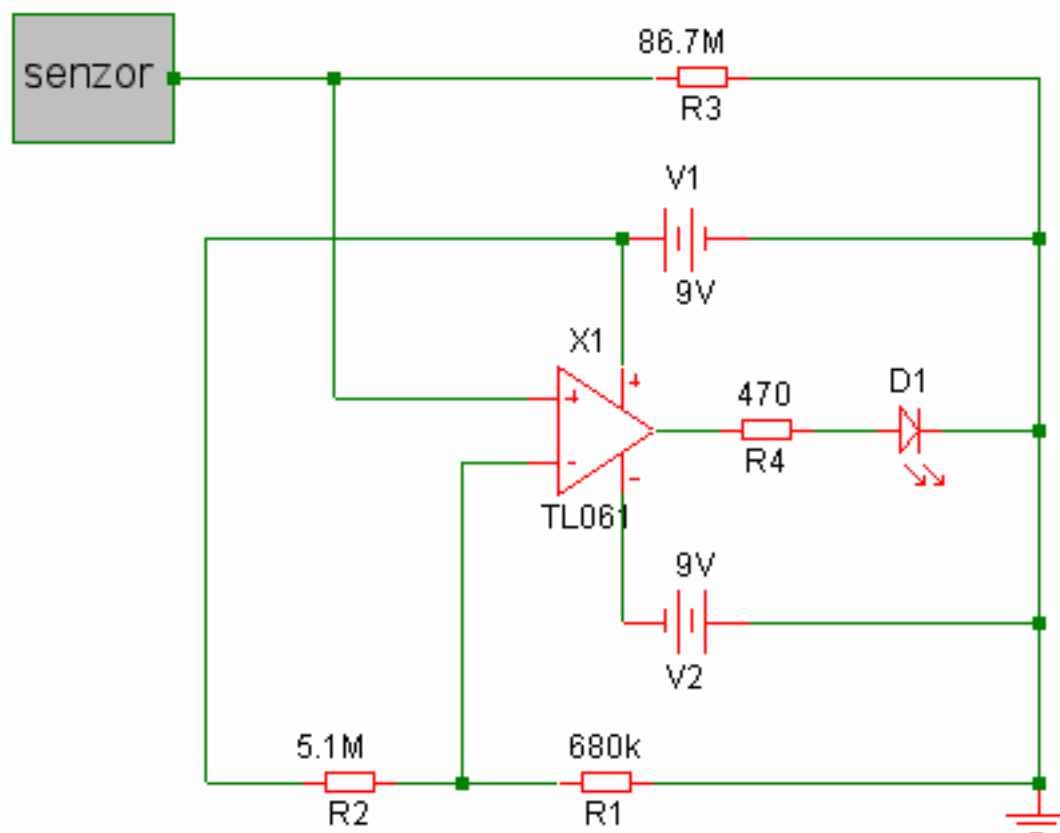 senzor
86.7M
R3
V1
9V
X1
+
+
-
-
TL061
470
R4
D1
9V
V2
5.1M
R2
680k
R1